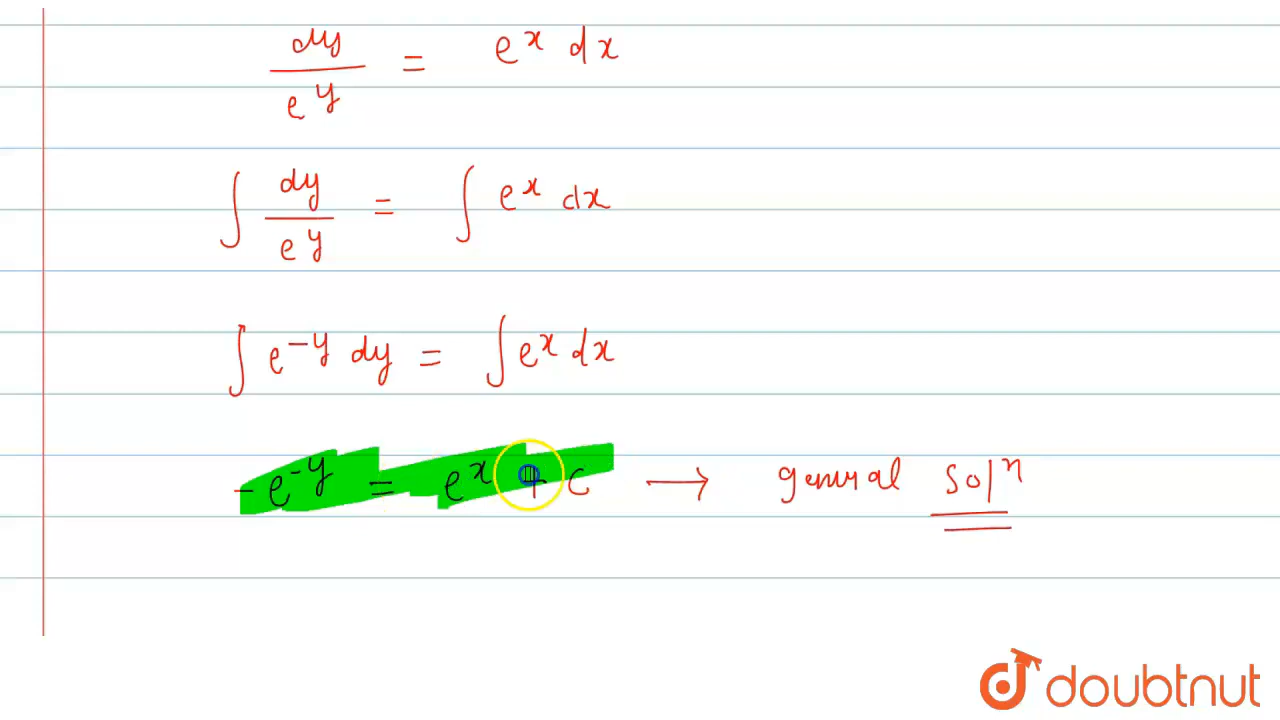 dy/e^y = e^x dx
∫ dy/e^y = ∫ e^x dx
∫ e^-y dy = ∫ e^x dx
- e^-y = e^x + c → general sol^n
doubtnut